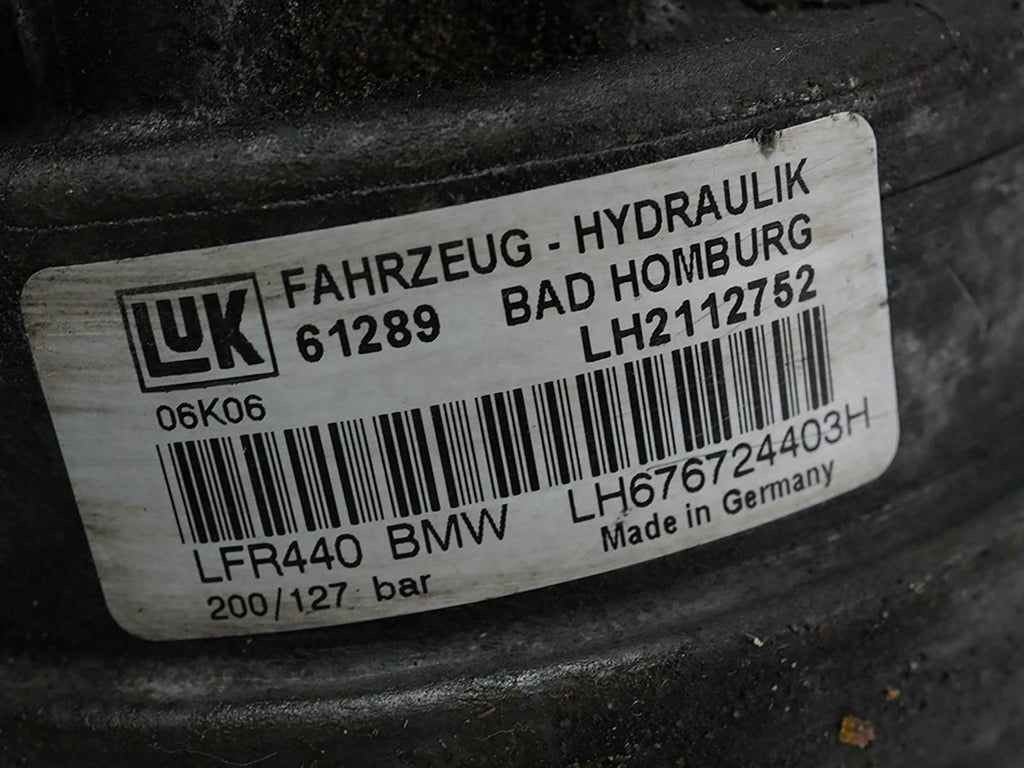 LuK
FAHRZEUG - HYDRAULIK
61289 BAD HOMBURG
LH2112752
06K06
LFR440 BMW LH676724403H
200/127 bar Made in Germany